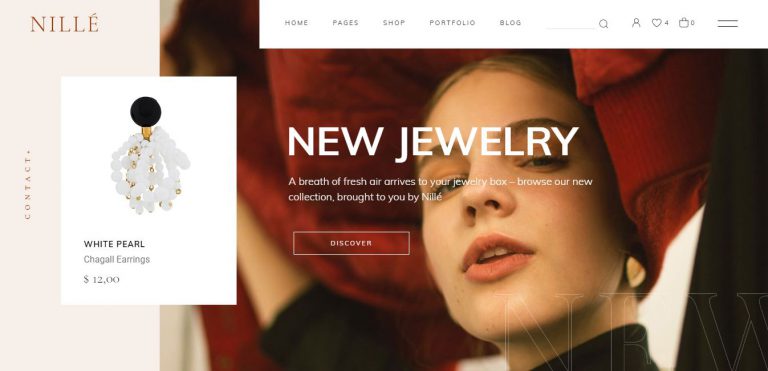 NILLÉ
HOME PAGES SHOP PORTFOLIO BLOG 4 0
CONTACT+
NEW JEWELRY
A breath of fresh air arrives to your jewelry box – browse our new
collection, brought to you by Nillé
DISCOVER
WHITE PEARL
Chagall Earrings
$ 12,00
NEW